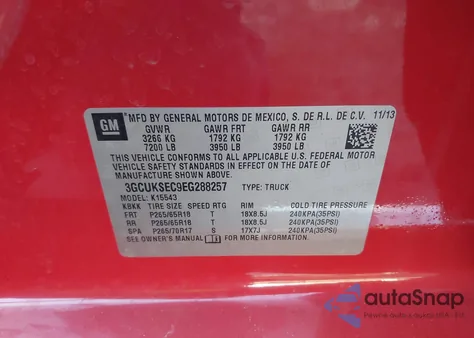 GM
MFD BY GENERAL MOTORS DE MEXICO, S. DE R.L. DE C.V. 11/13
GVWR GAWR FRT GAWR RR
3266 KG 1792 KG 1792 KG
7200 LB 3950 LB 3950 LB
THIS VEHICLE CONFORMS TO ALL APPLICABLE U.S. FEDERAL MOTOR
VEHICLE SAFETY STANDARDS IN EFFECT ON THE DATE OF
MANUFACTURE SHOWN ABOVE.
3GCUKSEC9EG288257 TYPE: TRUCK
MODEL: K15543
KBKK TIRE SIZE SPEED RTG RIM COLD TIRE PRESSURE
FRT P265/65R18 T 18X8.5J 240KPA(35PSI)
RR P265/65R18 T 18X8.5J 240KPA(35PSI)
SPA P265/70R17 S 17X7J 240KPA(35PSI)
SEE OWNER'S MANUAL FOR MORE INFORMATION.
autoSnap